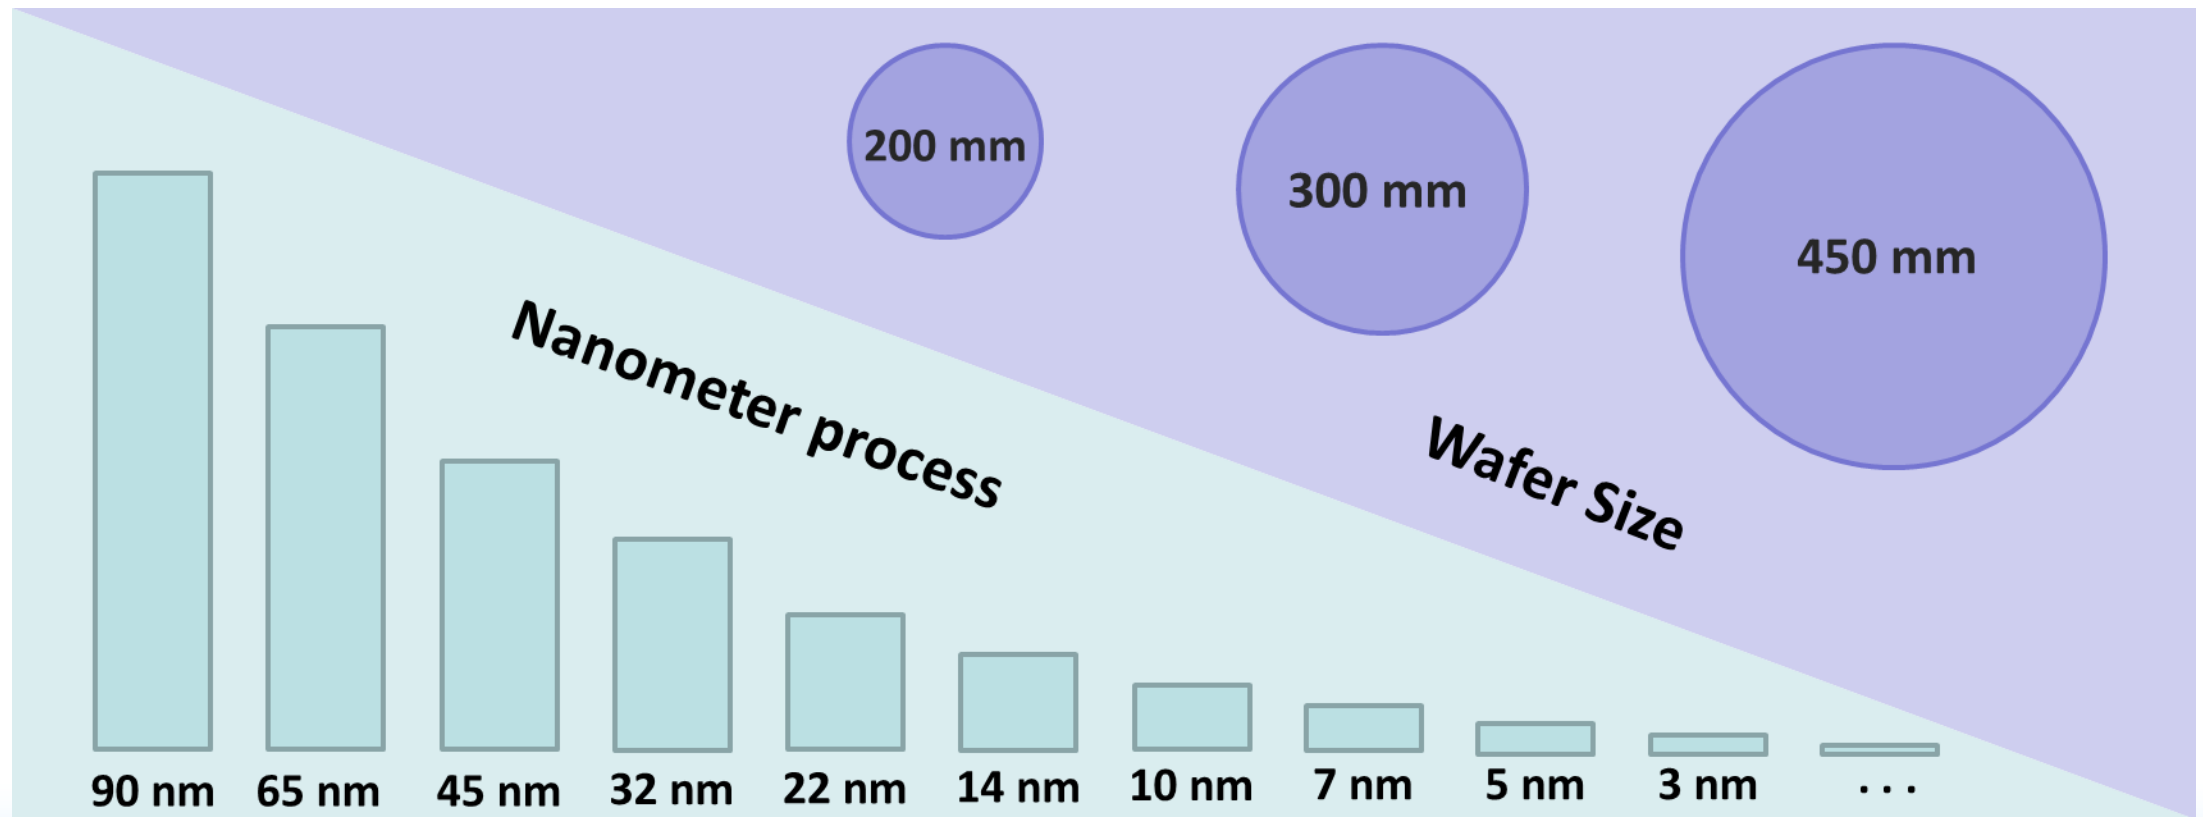 200 mm
300 mm
450 mm
Nanometer process
Wafer Size
90 nm
65 nm
45 nm
32 nm
22 nm
14 nm
10 nm
7 nm
5 nm
3 nm
...